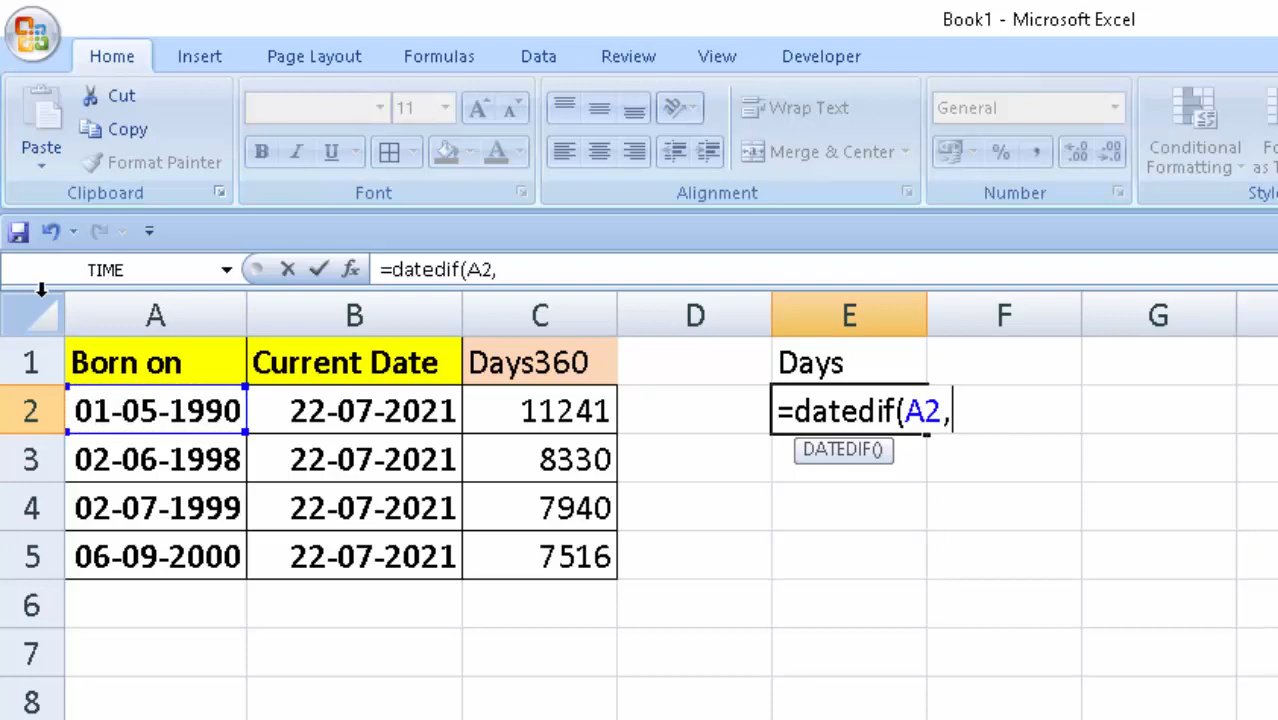 Book1 - Microsoft Excel
Home Insert Page Layout Formulas Data Review View Developer
Paste
Cut
Copy
Format Painter
Clipboard
11
A A
B I U A
Font
Wrap Text
Merge & Center
Alignment
General
% ,
Number
Conditional
Formatting
as T
Style
TIME fx =datedif(A2,
A B C D E F G
1 Born on Current Date Days360 Days
2 01-05-1990 22-07-2021 11241 =datedif(A2,
DATEDIF()
3 02-06-1998 22-07-2021 8330
4 02-07-1999 22-07-2021 7940
5 06-09-2000 22-07-2021 7516
6
7
8